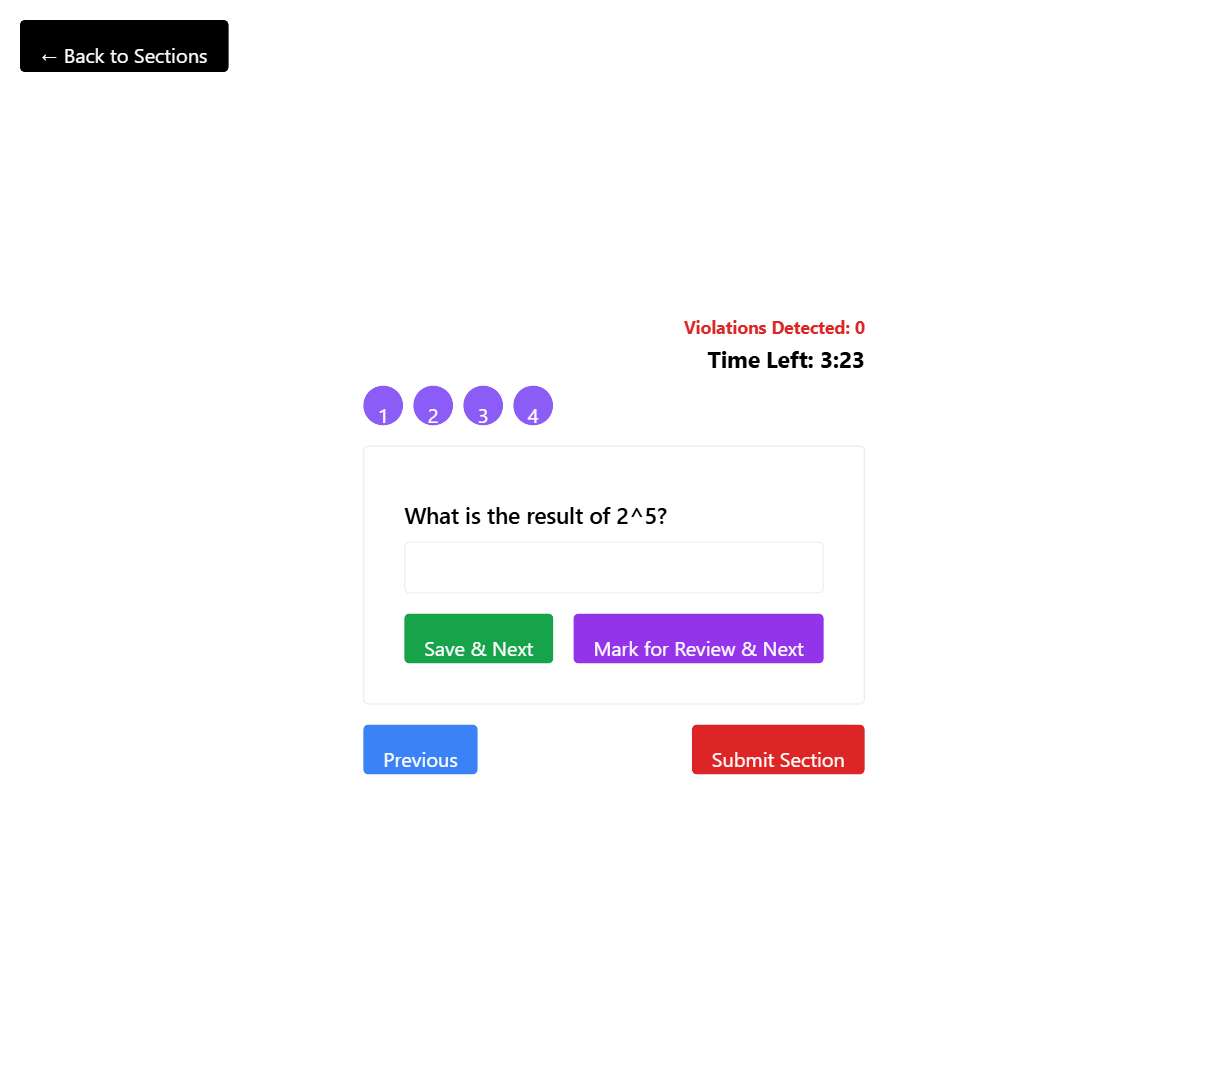 ← Back to Sections
Violations Detected: 0
Time Left: 3:23
1 2 3 4
What is the result of 2^5?
Save & Next Mark for Review & Next
Previous Submit Section